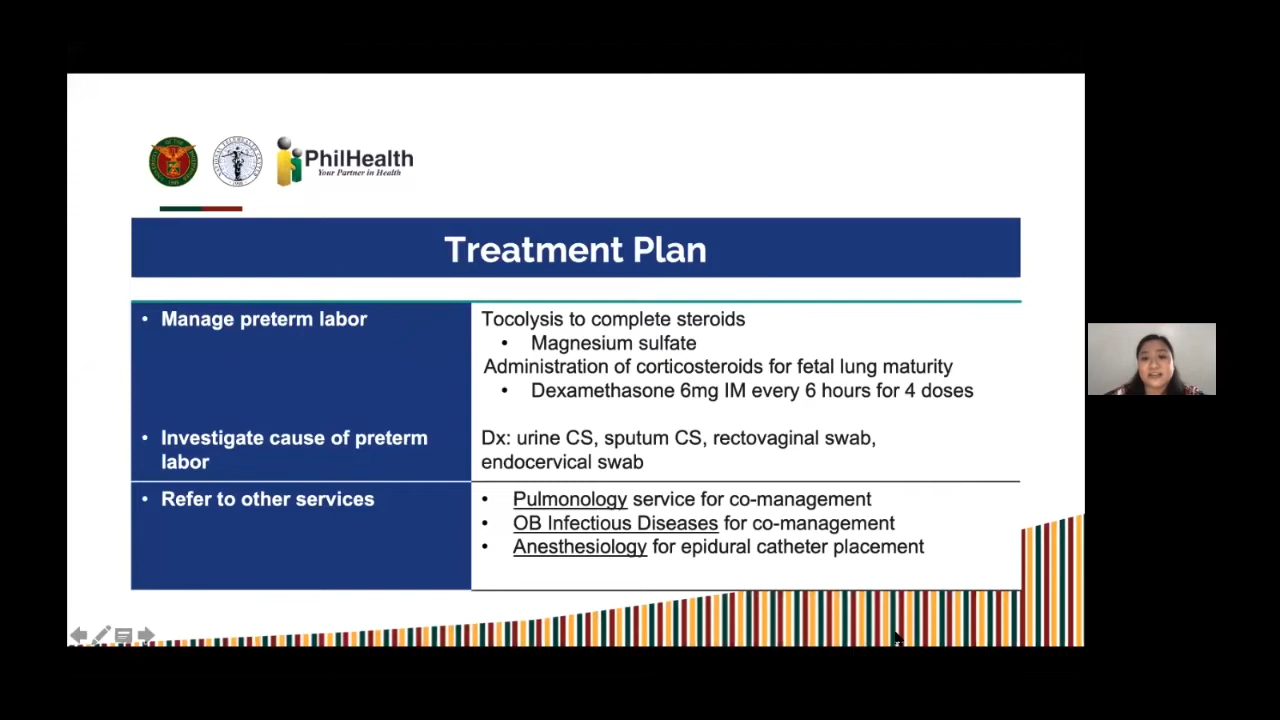 PhilHealth
Your Partner in Health
Treatment Plan
• Manage preterm labor
Tocolysis to complete steroids
• Magnesium sulfate
Administration of corticosteroids for fetal lung maturity
• Dexamethasone 6mg IM every 6 hours for 4 doses
• Investigate cause of preterm
labor
Dx: urine CS, sputum CS, rectovaginal swab,
endocervical swab
• Refer to other services
• Pulmonology service for co-management
• OB Infectious Diseases for co-management
• Anesthesiology for epidural catheter placement